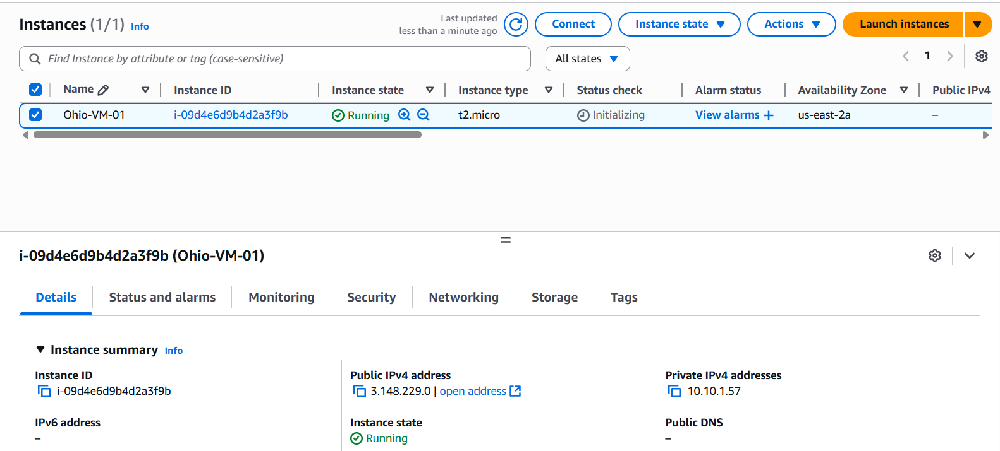 Instances (1/1) Info
Last updated
less than a minute ago
Connect
Instance state
Actions
Launch instances
Find Instance by attribute or tag (case-sensitive)
All states
1
Name Instance ID Instance state Instance type Status check Alarm status Availability Zone Public IPv4
Ohio-VM-01 i-09d4e6d9b4d2a3f9b Running t2.micro Initializing View alarms + us-east-2a –
i-09d4e6d9b4d2a3f9b (Ohio-VM-01)
Details Status and alarms Monitoring Security Networking Storage Tags
Instance summary Info
Instance ID
i-09d4e6d9b4d2a3f9b
Public IPv4 address
3.148.229.0 | open address
Private IPv4 addresses
10.10.1.57
IPv6 address
–
Instance state
Running
Public DNS
–